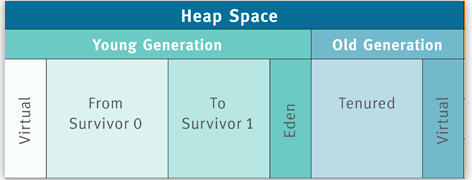 Heap Space
Young Generation
Old Generation
Virtual
From
Survivor 0
To
Survivor 1
Eden
Tenured
Virtual